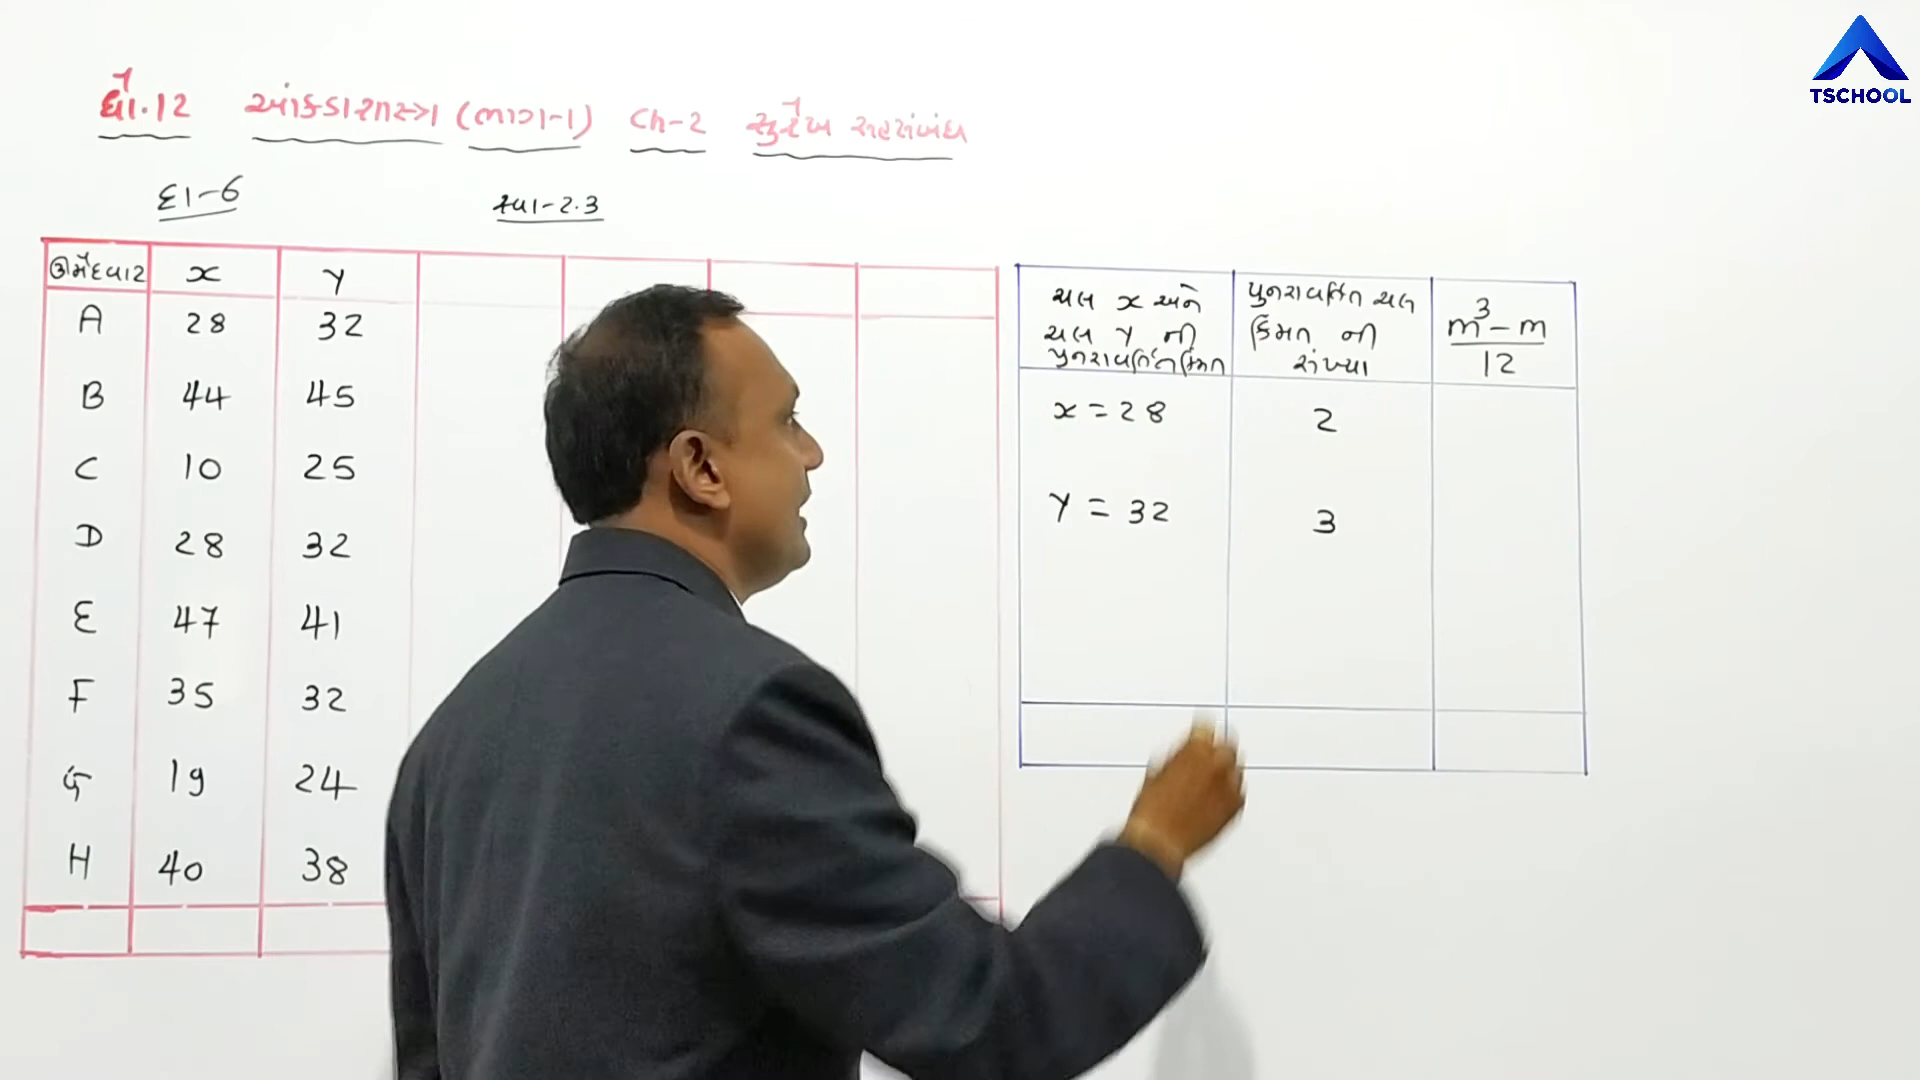 TSCHOOL
ધો.12 આંકડાશાસ્ત્ર (ભાગ-1) Ch-2 સુરેખ સહસંબંધ
દા-6 સ્વા-2.3
ઉમેદવાર x y
A 28 32
B 44 45
C 10 25
D 28 32
E 47 41
F 35 32
G 19 24
H 40 38
ચલ x અને
ચલ y ની
પુનરાવર્તિત કિંમત
પુનરાવર્તિત ચલ
કિંમત ની
સંખ્યા
m³ - m
12
x = 28 2
y = 32 3